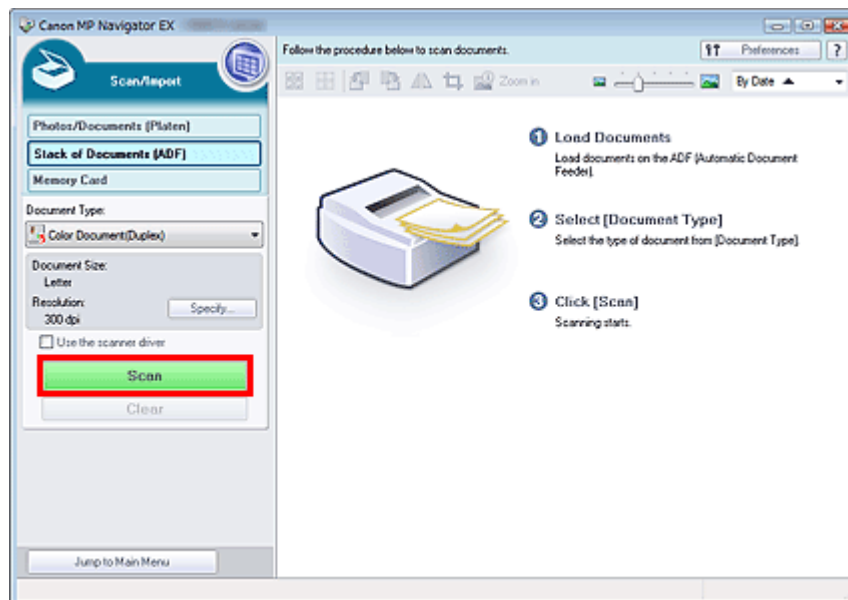 Canon MP Navigator EX
Scan/Import
Photos/Documents (Platen)
Stack of Documents (ADF)
Memory Card
Document Type:
Color Document(Duplex)
Document Size:
Letter
Resolution:
300 dpi
Specify...
Use the scanner driver
Scan
Clear
Jump to Main Menu
Follow the procedure below to scan documents.
Preferences
?
Zoom in
By Date
1 Load Documents
Load documents on the ADF (Automatic Document
Feeder).
2 Select [Document Type]
Select the type of document from [Document Type].
3 Click [Scan]
Scanning starts.